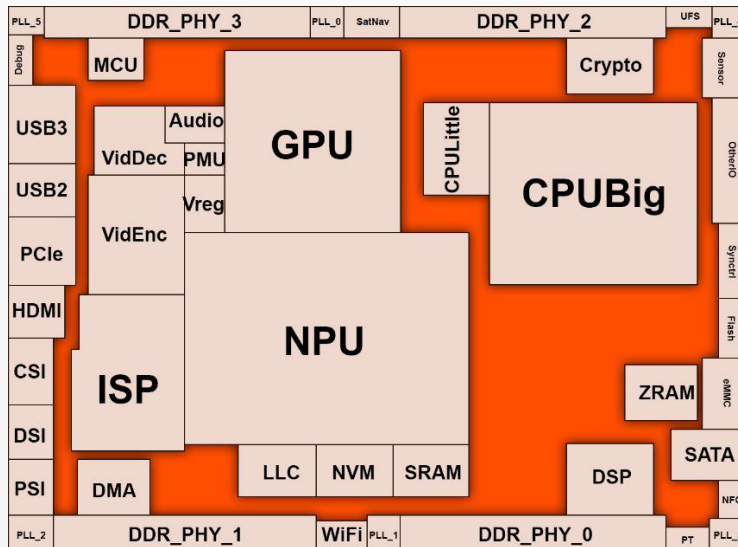 PLL_5
DDR_PHY_3
PLL_0
SatNav
DDR_PHY_2
UFS
Debug
MCU
Crypto
Sensor
USB3
Audio
GPU
CPULittle
CPUBig
OtherIO
VidDec
PMU
USB2
Vreg
VidEnc
PCIe
Synctrl
HDMI
NPU
Flash
CSI
ISP
ZRAM
eMMC
DSI
SATA
LLC
NVM
SRAM
DSP
PSI
DMA
NFC
PLL_2
DDR_PHY_1
WiFi
PLL_1
DDR_PHY_0
PT